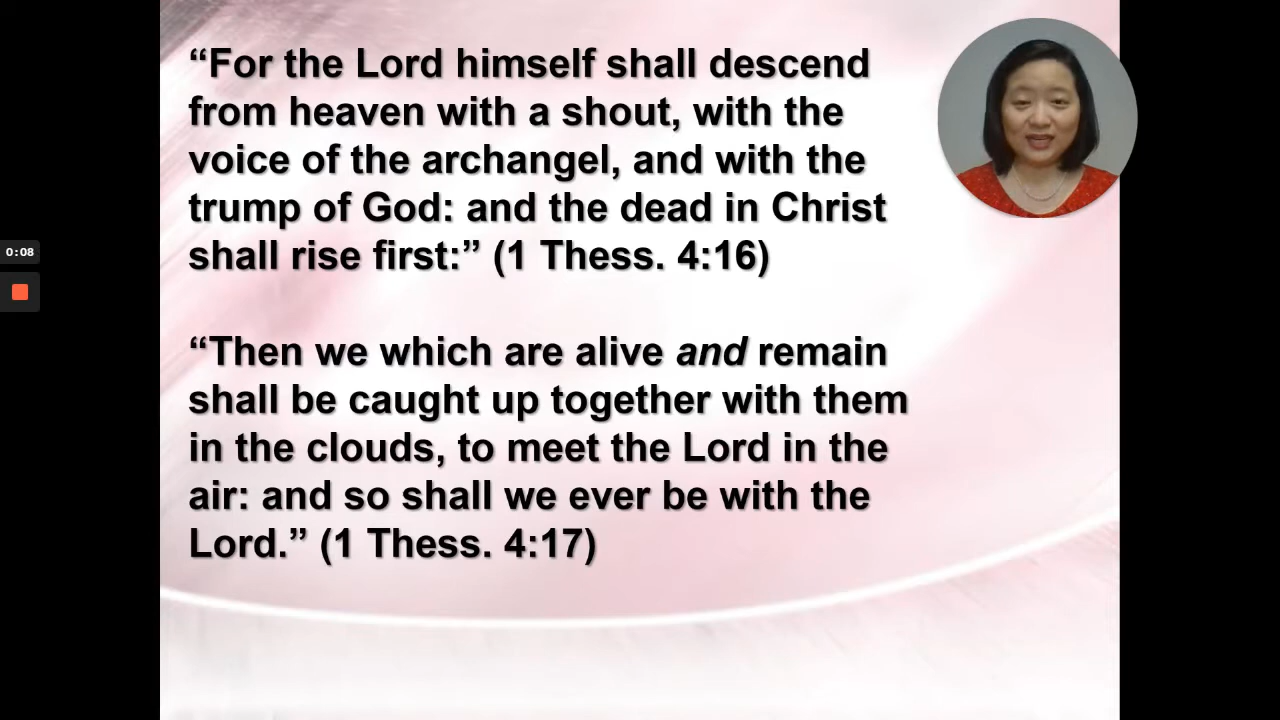 “For the Lord himself shall descend
from heaven with a shout, with the
voice of the archangel, and with the
trump of God: and the dead in Christ
shall rise first:” (1 Thess. 4:16)
“Then we which are alive and remain
shall be caught up together with them
in the clouds, to meet the Lord in the
air: and so shall we ever be with the
Lord.” (1 Thess. 4:17)
0:08